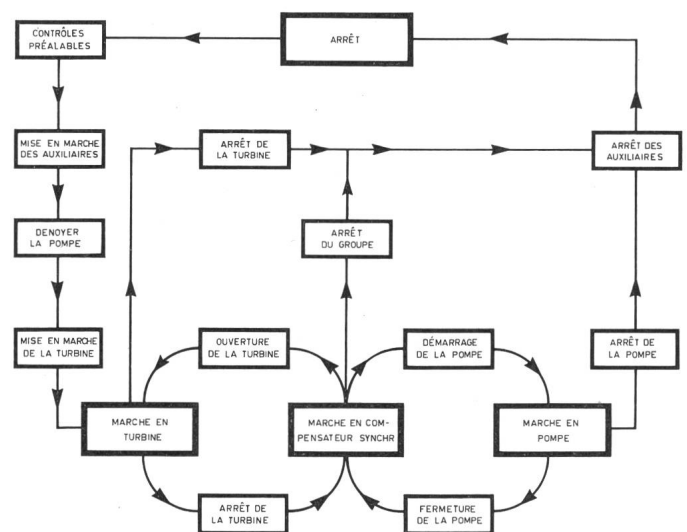 CONTRÔLES
PRÉALABLES
ARRÊT
MISE EN MARCHE
DES AUXILIAIRES
ARRÊT DE
LA TURBINE
ARRÊT DES
AUXILIAIRES
DENOYER
LA POMPE
ARRÊT
DU GROUPE
MISE EN MARCHE
DE LA TURBINE
OUVERTURE
DE LA TURBINE
DÉMARRAGE
DE LA POMPE
ARRÊT DE
LA POMPE
MARCHE EN
TURBINE
MARCHE EN COM-
PENSATEUR SYNCHR
MARCHE EN
POMPE
ARRÊT DE
LA TURBINE
FERMETURE
DE LA POMPE